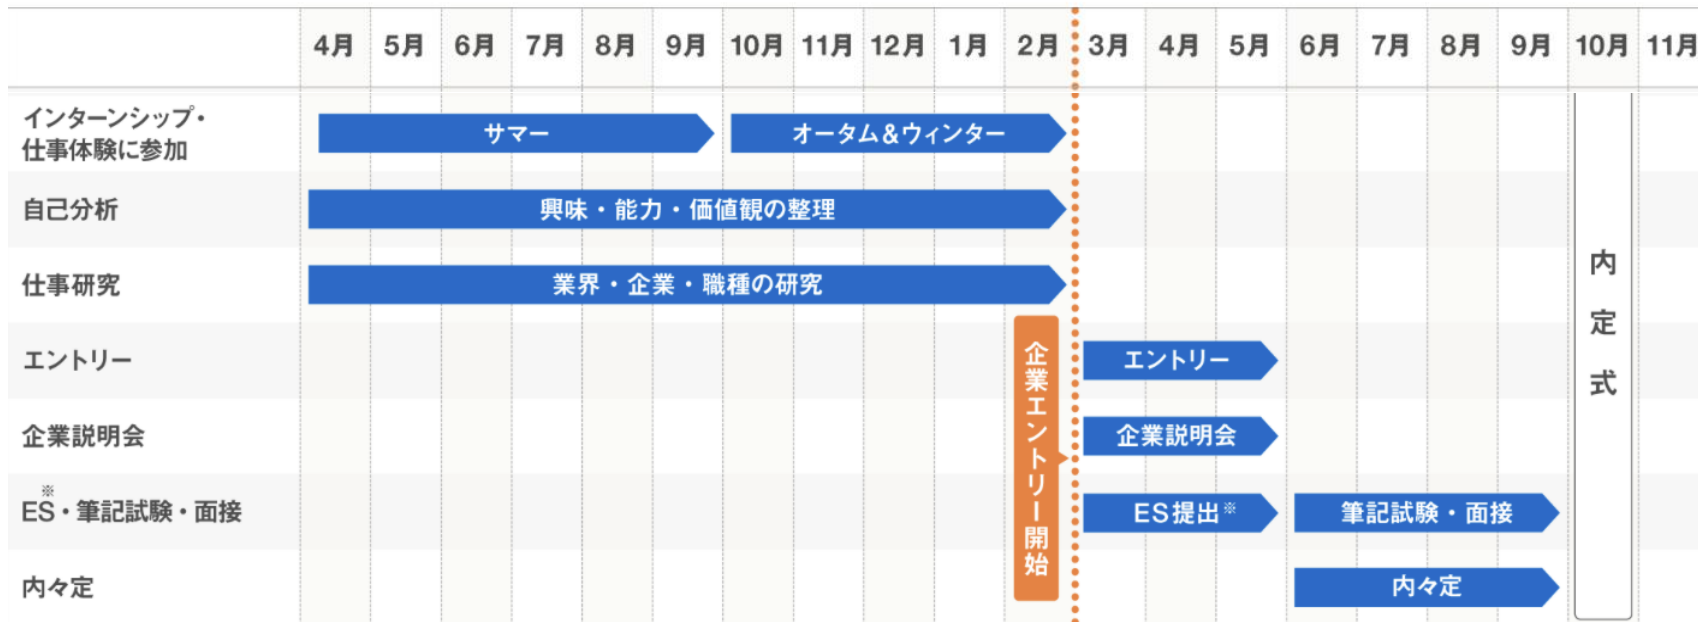 4月 5月 6月 7月 8月 9月 10月 11月 12月 1月 2月 3月 4月 5月 6月 7月 8月 9月 10月 11月
インターンシップ・
仕事体験に参加
サマー オータム&ウィンター
自己分析 興味・能力・価値観の整理
仕事研究 業界・企業・職種の研究
エントリー エントリー
企業説明会 企業説明会
ES※・筆記試験・面接 ES提出※ 筆記試験・面接
内々定 内々定
企業エントリー開始
内定式